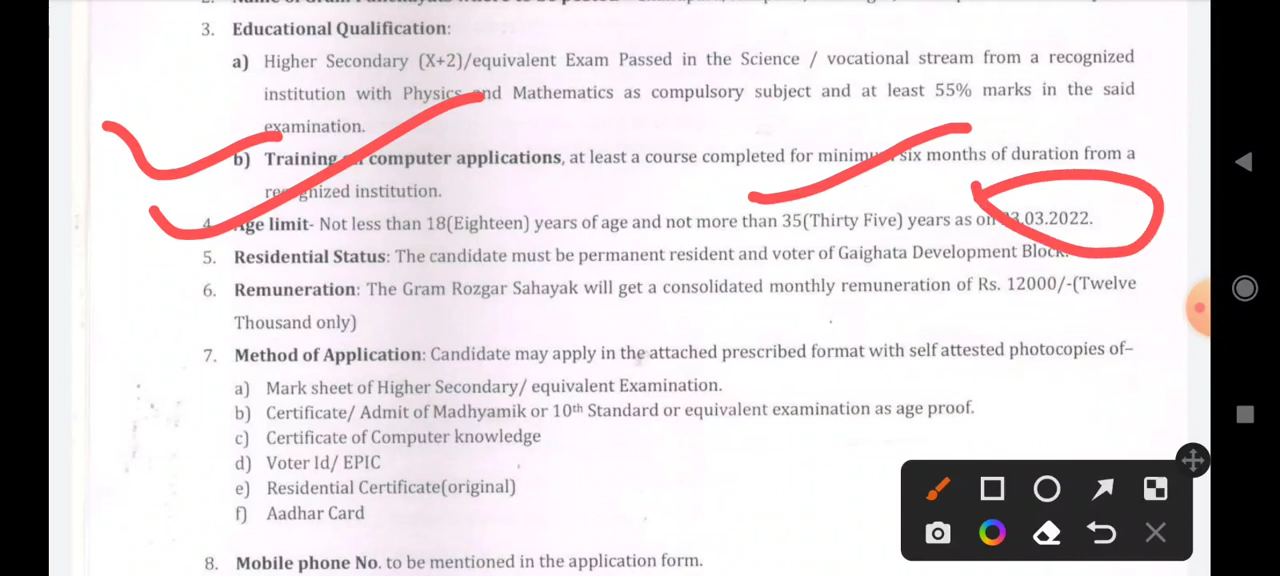 3. Educational Qualification:
a) Higher Secondary (X+2)/equivalent Exam Passed in the Science / vocational stream from a recognized
institution with Physics and Mathematics as compulsory subject and at least 55% marks in the said
examination.
b) Training computer applications, at least a course completed for minimum six months of duration from a
recognized institution.
4. Age limit- Not less than 18(Eighteen) years of age and not more than 35(Thirty Five) years as on 03.2022.
5. Residential Status: The candidate must be permanent resident and voter of Gaighata Development Block.
6. Remuneration: The Gram Rozgar Sahayak will get a consolidated monthly remuneration of Rs. 12000/-(Twelve
Thousand only)
7. Method of Application: Candidate may apply in the attached prescribed format with self attested photocopies of–
a) Mark sheet of Higher Secondary/ equivalent Examination.
b) Certificate/ Admit of Madhyamik or 10th Standard or equivalent examination as age proof.
c) Certificate of Computer knowledge
d) Voter Id/ EPIC
e) Residential Certificate(original)
f) Aadhar Card
8. Mobile phone No. to be mentioned in the application form.